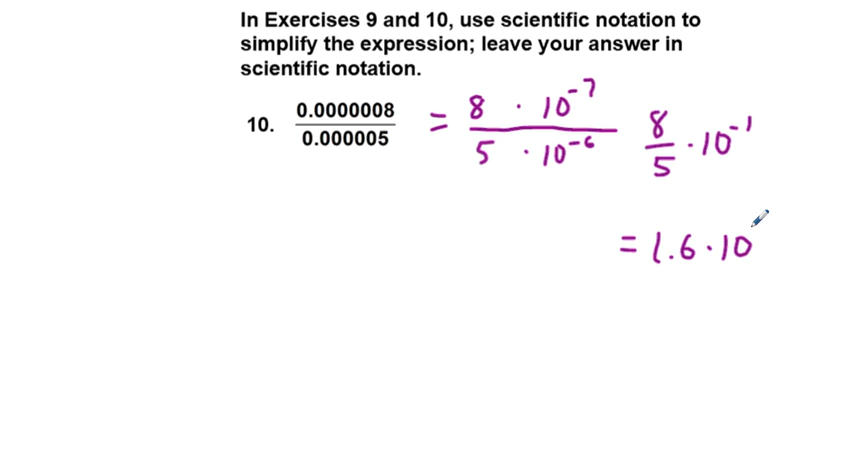 In Exercises 9 and 10, use scientific notation to
simplify the expression; leave your answer in
scientific notation.
10. 0.0000008 / 0.000005 = 8 · 10⁻⁷ / 5 · 10⁻⁶ 8/5 · 10⁻¹
= 1.6 · 10